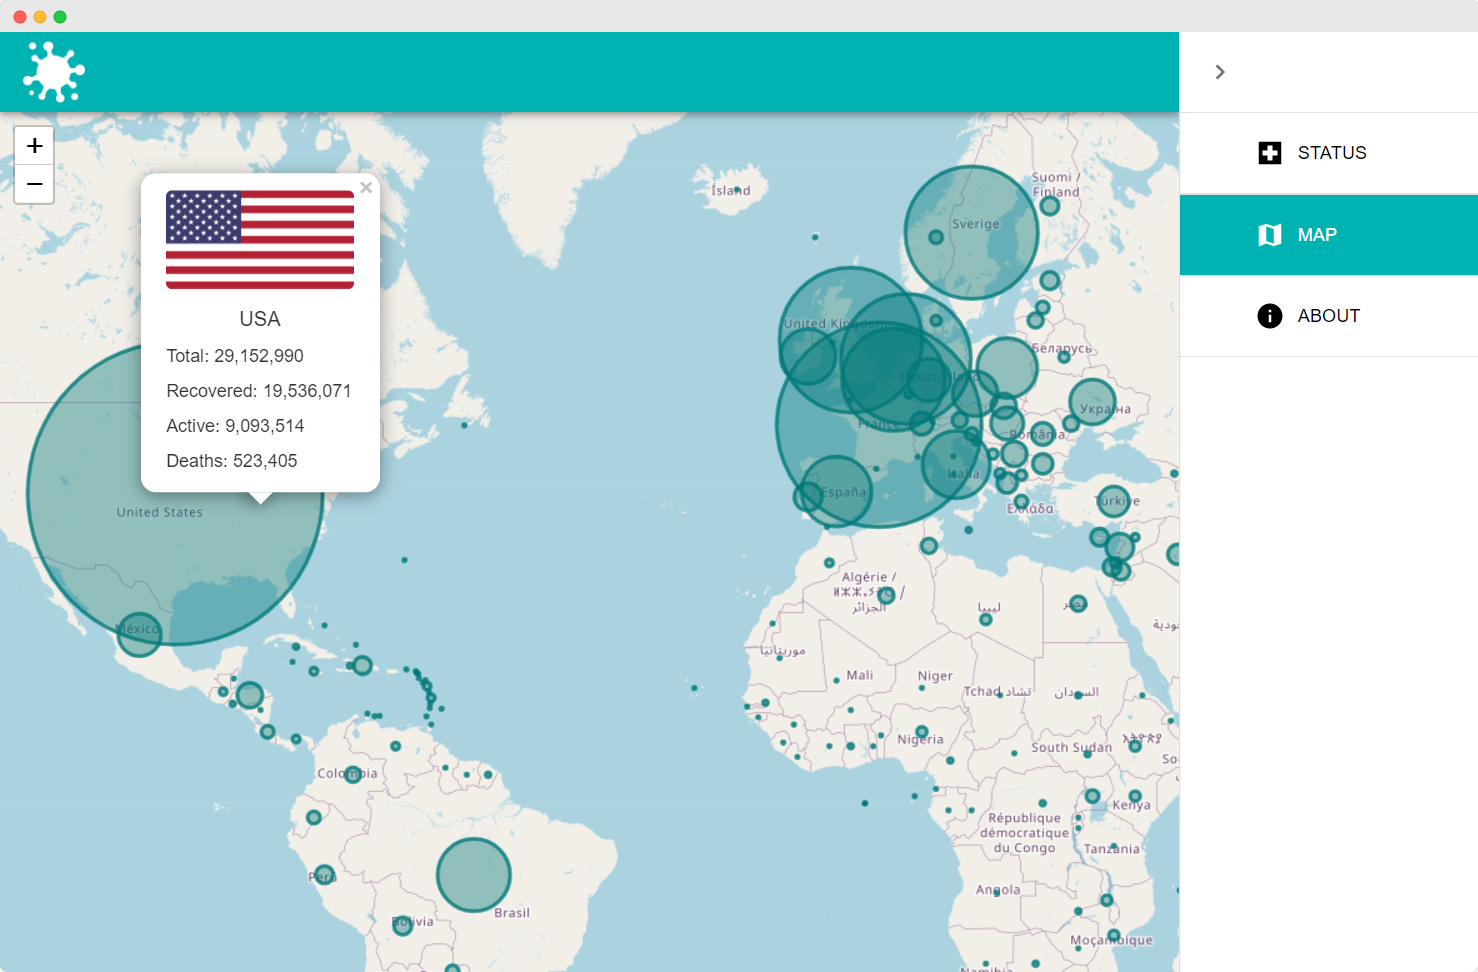 +
−
×
USA
Total: 29,152,990
Recovered: 19,536,071
Active: 9,093,514
Deaths: 523,405
STATUS
MAP
ABOUT
Ísland
Sverige
Suomi /
Finland
United Kingdom
Беларусь
Deutschland
Україна
France
România
Italia
España
Ελλάδα
Türkiye
United States
México
Algérie /
الجزائر
ليبيا
مصر
موريتانيا
Mali
Niger
Tchad تشاد
السودان
Nigeria
South Sudan
Colombia
Kenya
République
démocratique
du Congo
Tanzania
Perú
Angola
Brasil
Bolivia
Moçambique
Namibia